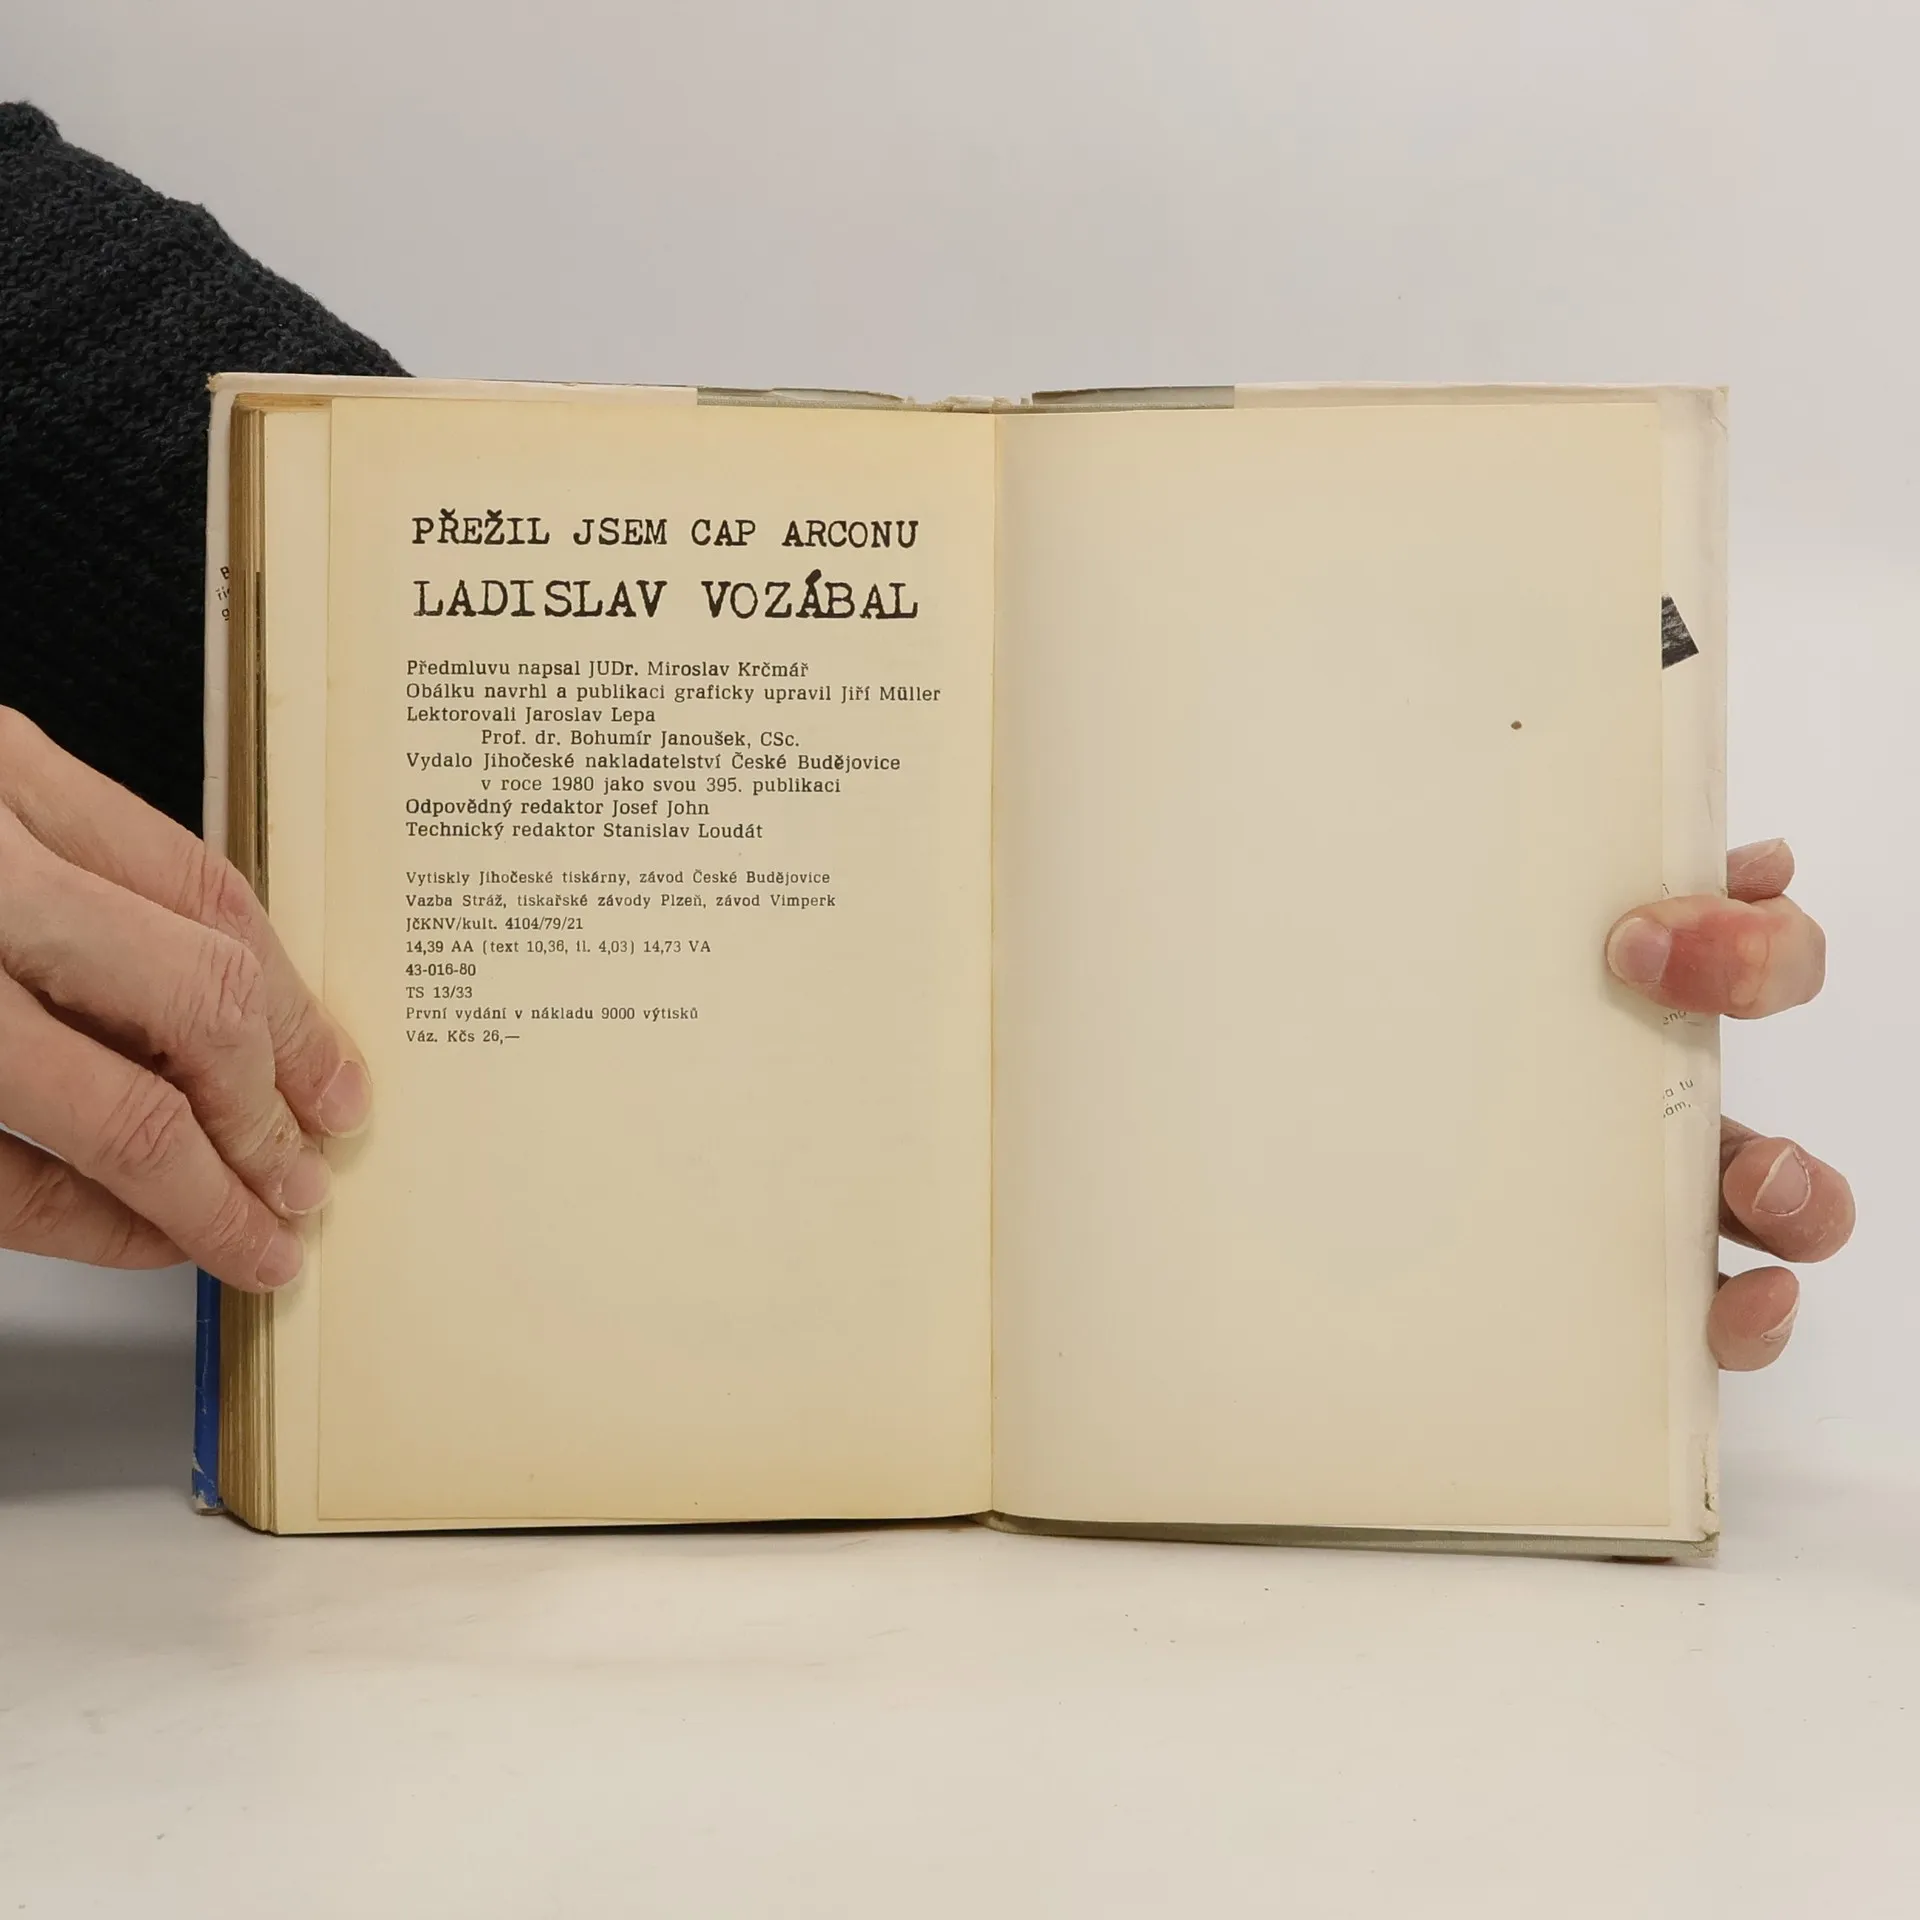 PŘEŽIL JSEM CAP ARCONU
LADISLAV VOZÁBAL
Předmluvu napsal JUDr. Miroslav Krčmář
Obálku navrhl a publikaci graficky upravil Jiří Müller
Lektorovali Jaroslav Lepa
Prof. dr. Bohumír Janoušek, CSc.
Vydalo Jihočeské nakladatelství České Budějovice
v roce 1980 jako svou 395. publikaci
Odpovědný redaktor Josef John
Technický redaktor Stanislav Loudát
Vytiskly Jihočeské tiskárny, závod České Budějovice
Vazba Stráž, tiskařské závody Plzeň, závod Vimperk
JčKNV/kult. 4104/79/21
14,39 AA (text 10,36, il. 4,03) 14,73 VA
43-016-80
TS 13/33
První vydání v nákladu 9000 výtisků
Váz. Kčs 26,—